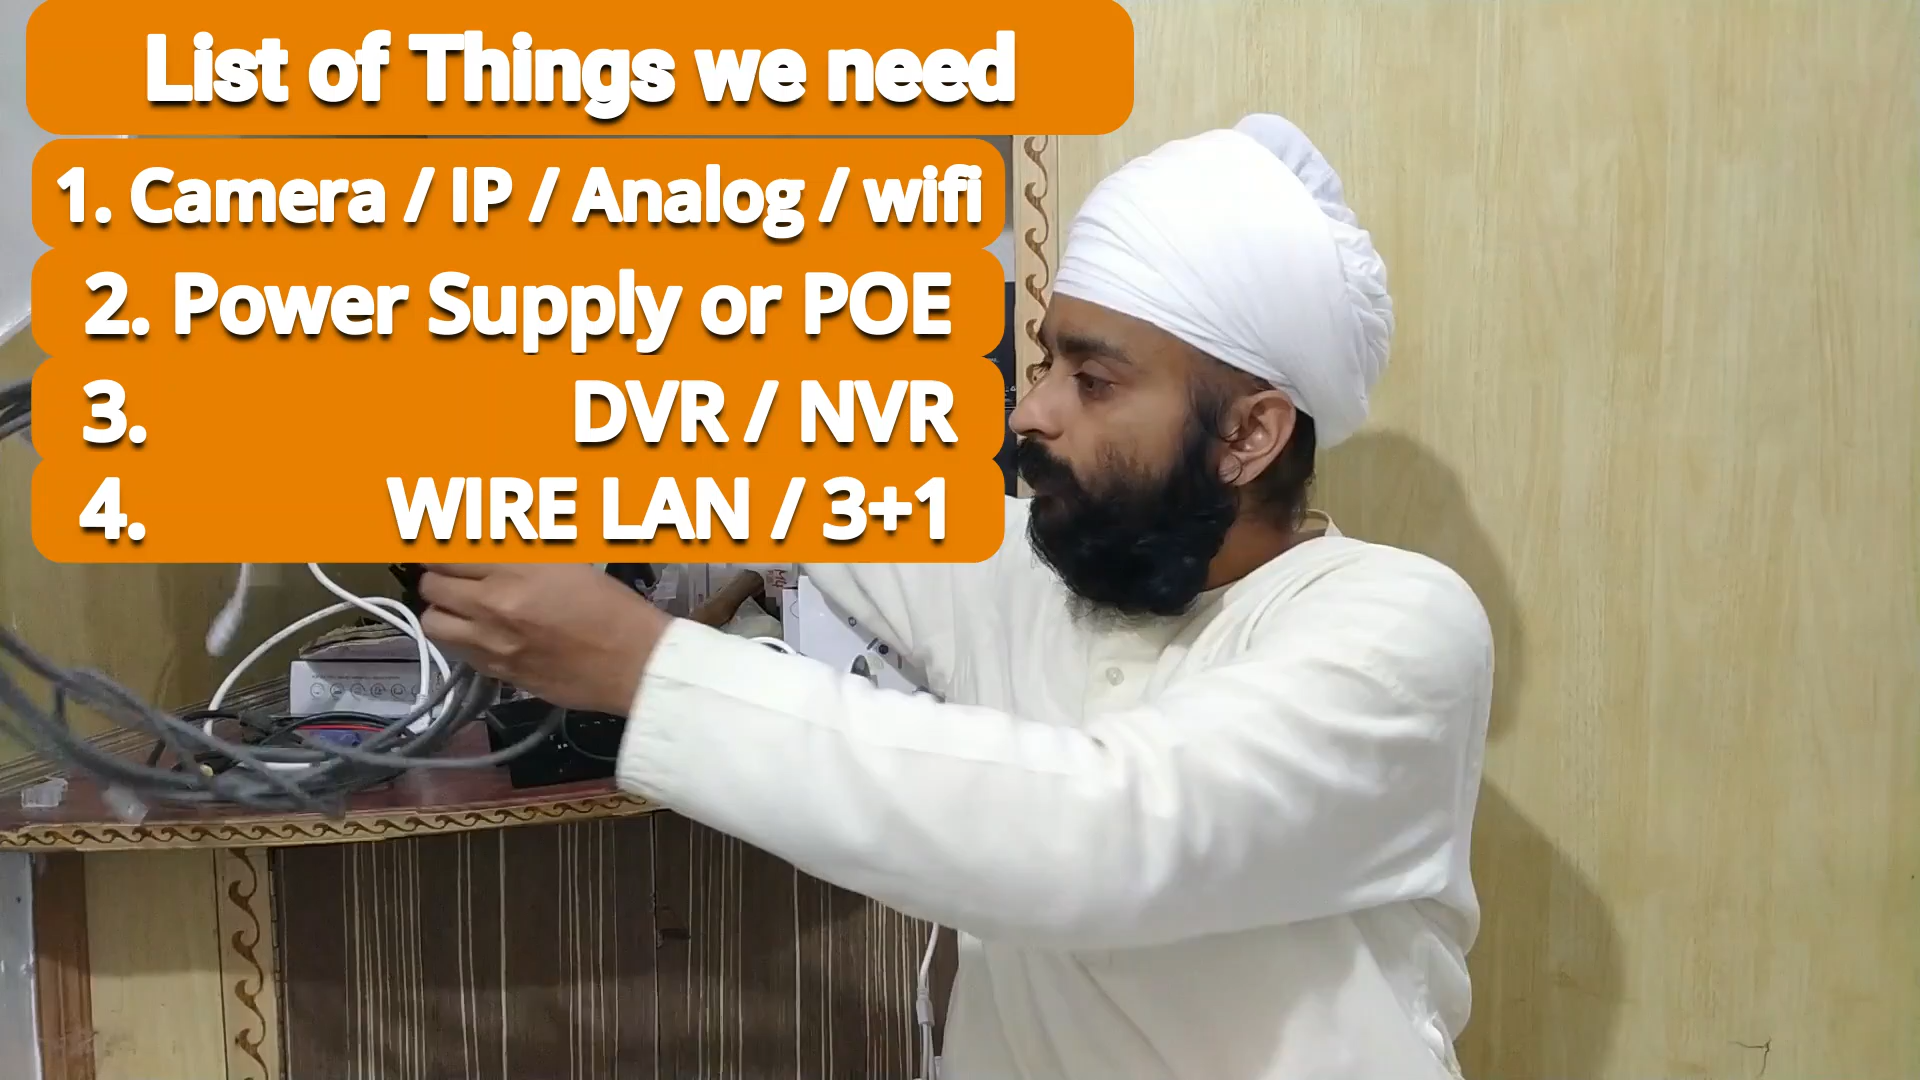 List of Things we need
1. Camera / IP / Analog / wifi
2. Power Supply or POE
3. DVR / NVR
4. WIRE LAN / 3+1